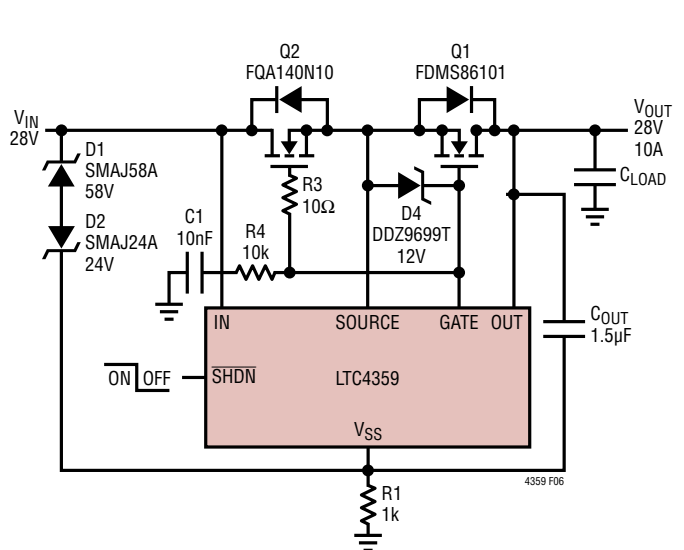 Q2
FQA140N10
Q1
FDMS86101
VIN
28V
VOUT
28V
10A
D1
SMAJ58A
58V
D2
SMAJ24A
24V
R3
10Ω
D4
DDZ9699T
12V
CLOAD
C1
10nF
R4
10k
IN
SOURCE
GATE
OUT
COUT
1.5µF
ON OFF
SHDN
LTC4359
VSS
R1
1k
4359 F06